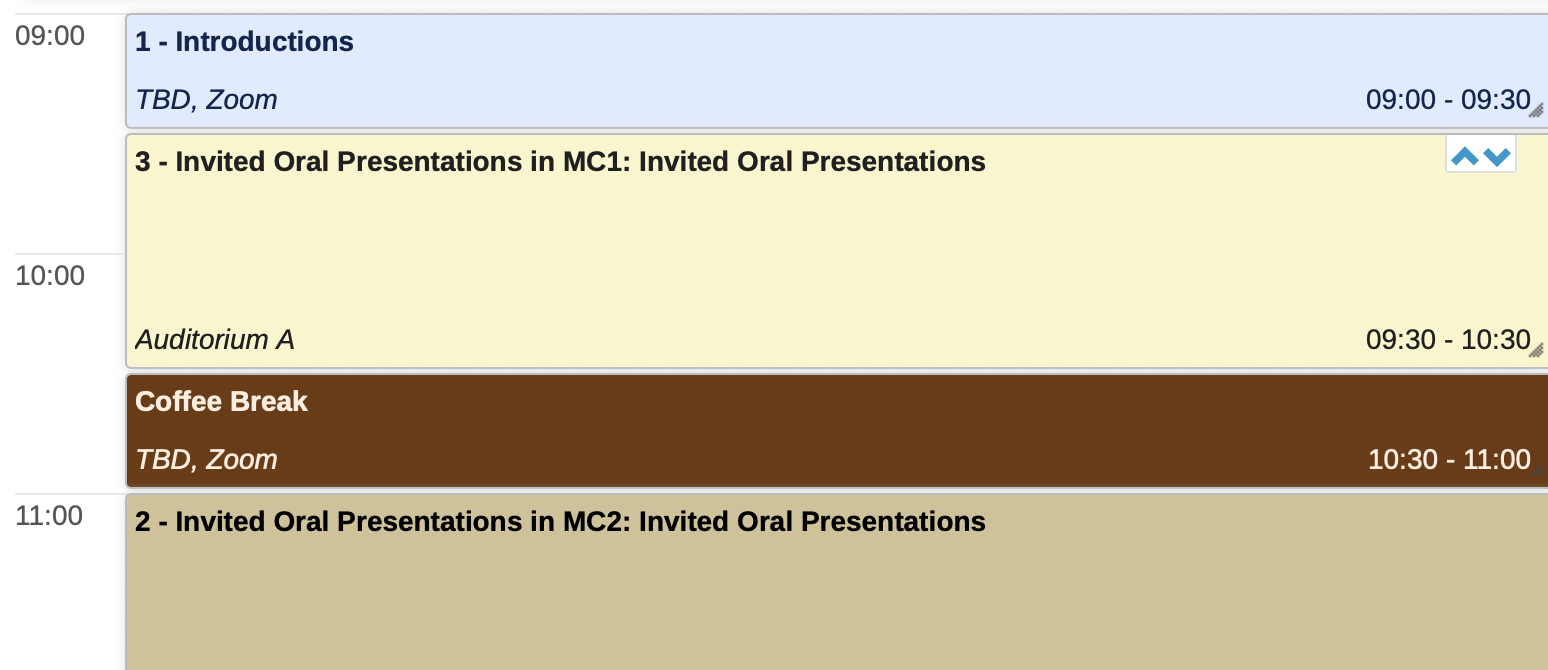 09:00
1 - Introductions
TBD, Zoom
09:00 - 09:30
3 - Invited Oral Presentations in MC1: Invited Oral Presentations
10:00
Auditorium A
09:30 - 10:30
Coffee Break
TBD, Zoom
10:30 - 11:00
11:00
2 - Invited Oral Presentations in MC2: Invited Oral Presentations